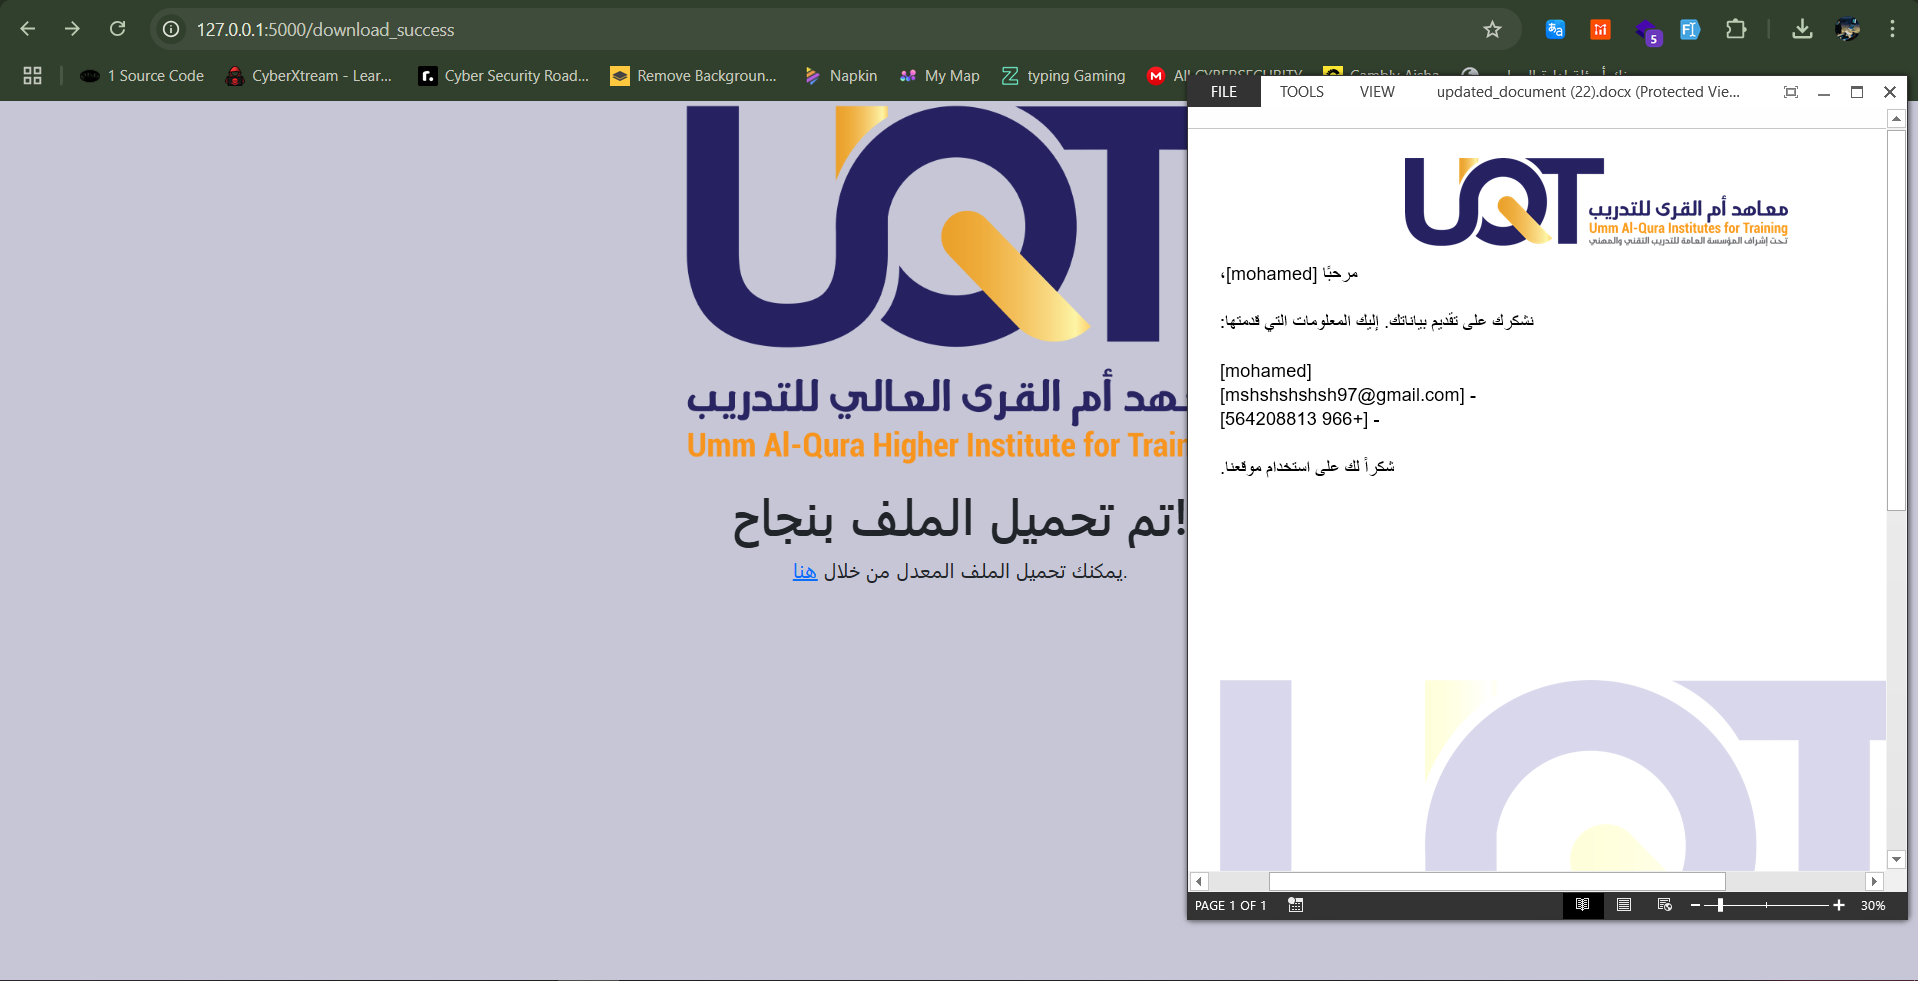 127.0.0.1:5000/download_success
5
1 Source Code
CyberXtream - Lear...
Cyber Security Road...
Remove Backgroun...
Napkin
My Map
typing Gaming
All CYBERSECURITY
Cambly Aisha
UQT
معاهد أم القرى العالي للتدريب
Umm Al-Qura Higher Institute for Train
تم تحميل الملف بنجاح!
يمكنك تحميل الملف المعدل من خلال هنا.
FILE TOOLS VIEW updated_document (22).docx (Protected Vie...
UQT
معاهد أم القرى للتدريب
Umm Al-Qura Institutes for Training
تحت إشراف المؤسسة العامة للتدريب التقني والمهني
مرحبًا [mohamed]،
نشكرك على تقديم بياناتك. إليك المعلومات التي قدمتها:
[mohamed]
[mshshshshsh97@gmail.com] -
[564208813 966+] -
شكراً لك على استخدام موقعنا.
UQT
PAGE 1 OF 1
30%